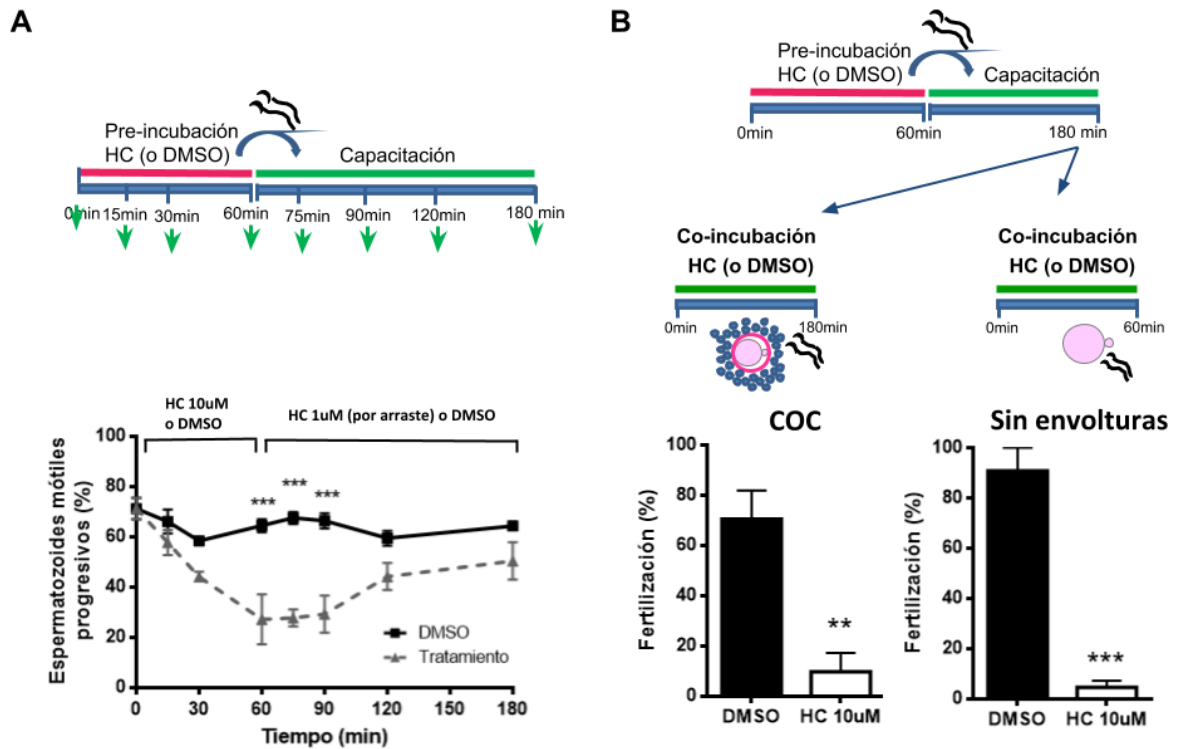 A
Pre-incubación
HC (o DMSO)
Capacitación
0min
15min
30min
60min
75min
90min
120min
180 min
HC 10uM
o DMSO
HC 1uM (por arraste) o DMSO
Espermatozoides mótiles
progresivos (%)
100
80
60
40
20
0
***
***
***
DMSO
Tratamiento
0
30
60
90
120
150
180
Tiempo (min)
B
Pre-incubación
HC (o DMSO)
Capacitación
0min
60min
180 min
Co-incubación
HC (o DMSO)
0min
180min
Co-incubación
HC (o DMSO)
0min
60min
COC
Fertilización (%)
100
80
60
40
20
0
**
DMSO
HC 10uM
Sin envolturas
Fertilización (%)
100
80
60
40
20
0
***
DMSO
HC 10uM